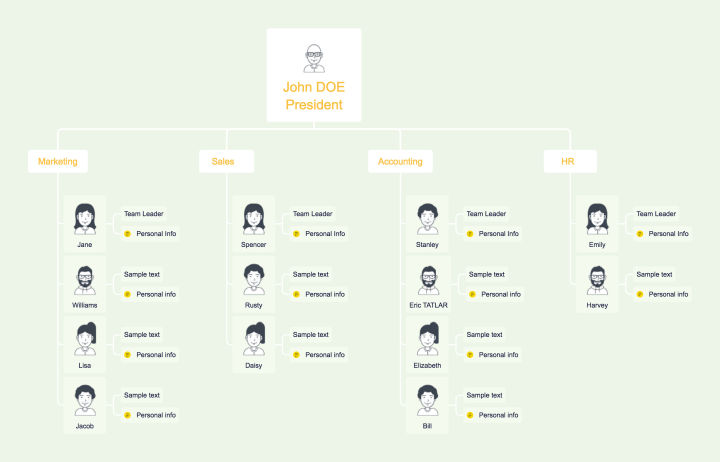 John DOE
President
Marketing
Sales
Accounting
HR
Team Leader
Personal Info
Jane
Team Leader
Personal Info
Spencer
Team Leader
Personal Info
Stanley
Team Leader
Personal Info
Emily
Sample text
Personal info
Williams
Sample text
Personal info
Rusty
Sample text
Personal info
Eric TATLAR
Sample text
Personal info
Harvey
Sample text
Personal info
Lisa
Sample text
Personal info
Daisy
Sample text
Personal info
Elizabeth
Sample text
Personal info
Jacob
Sample text
Personal info
Bill